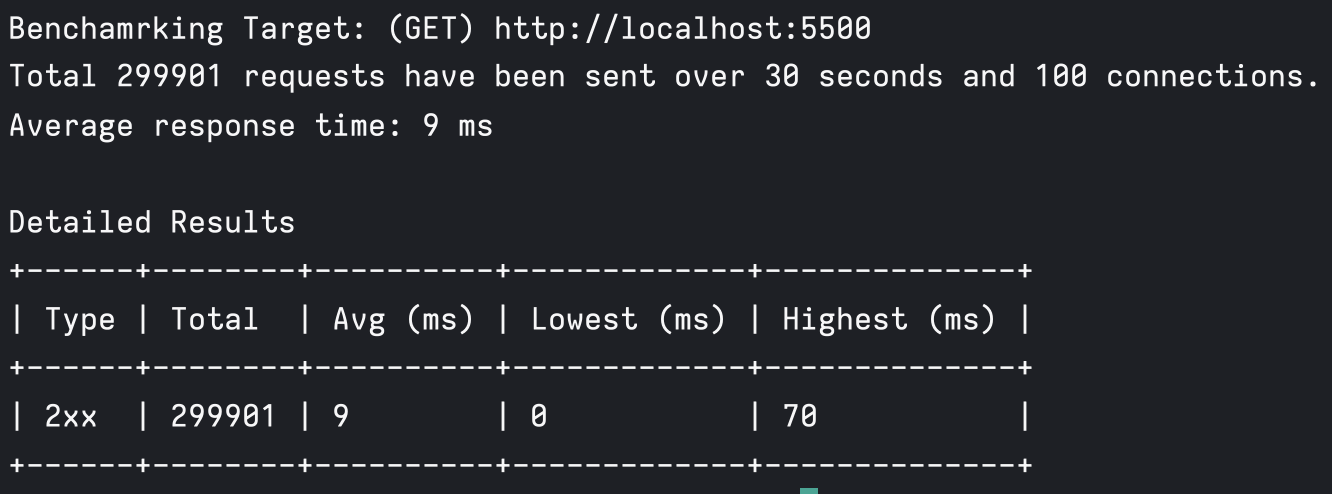 Benchamrking Target: (GET) http://localhost:5500
Total 299901 requests have been sent over 30 seconds and 100 connections.
Average response time: 9 ms
Detailed Results
+------+--------+----------+-------------+--------------+
| Type | Total  | Avg (ms) | Lowest (ms) | Highest (ms) |
+------+--------+----------+-------------+--------------+
| 2xx  | 299901 | 9        | 0           | 70           |
+------+--------+----------+-------------+--------------+